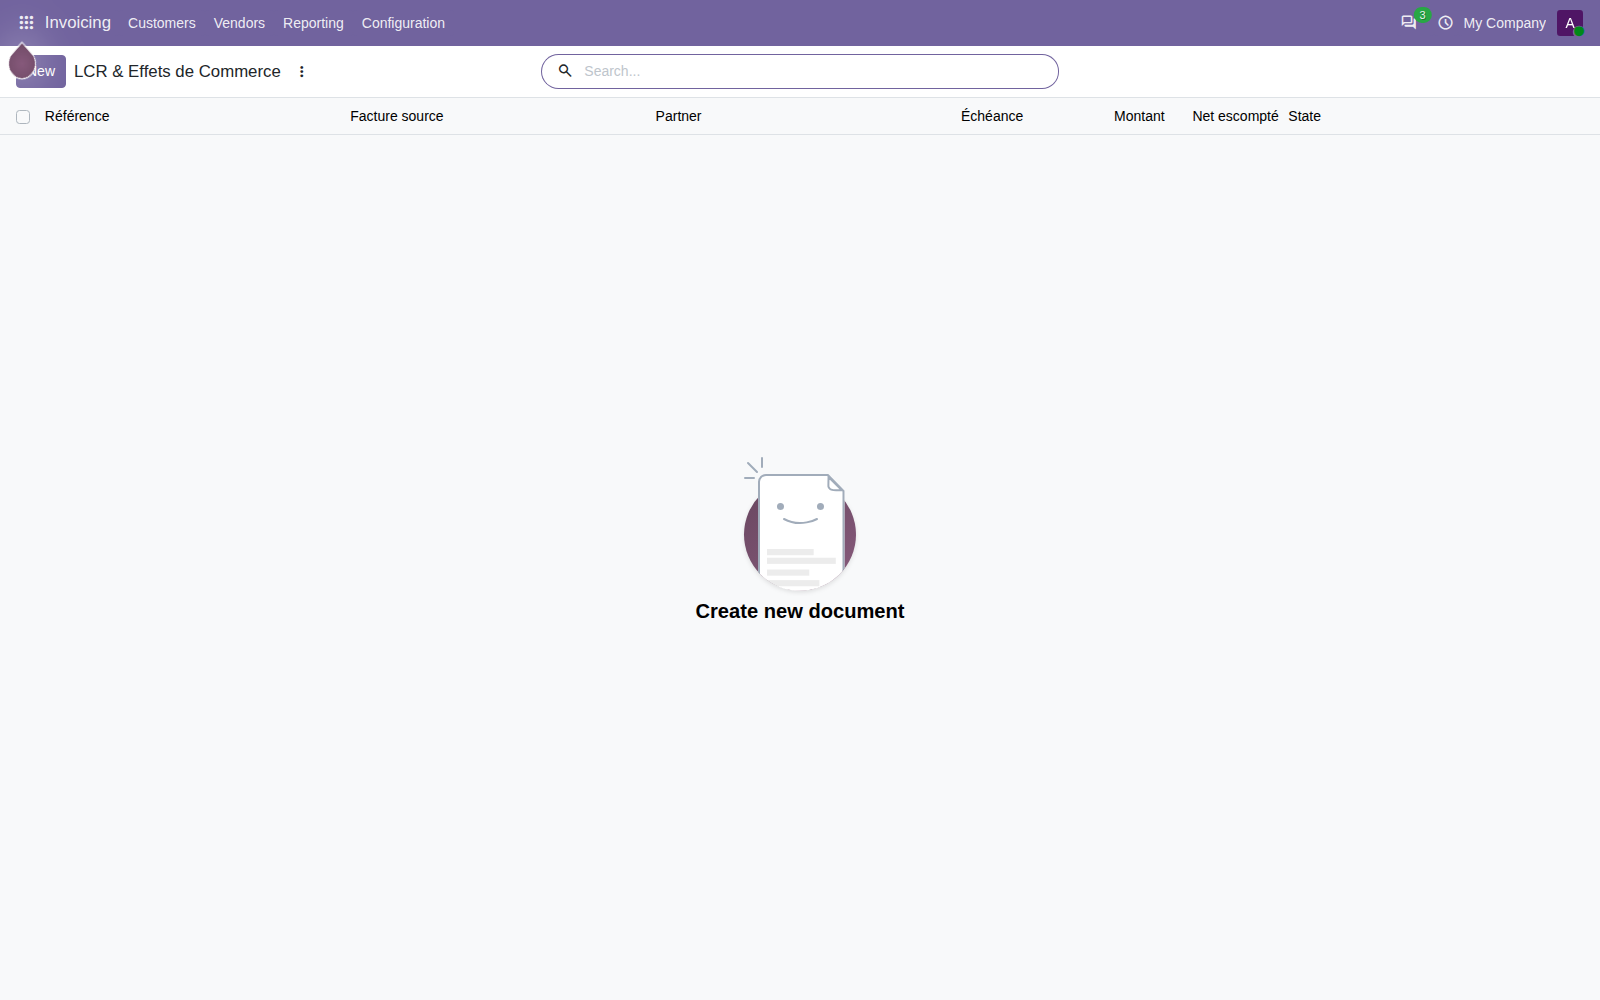 Invoicing Customers Vendors Reporting Configuration 3 My Company A
New LCR & Effets de Commerce Search...
Référence Facture source Partner Échéance Montant Net escompté State
Create new document